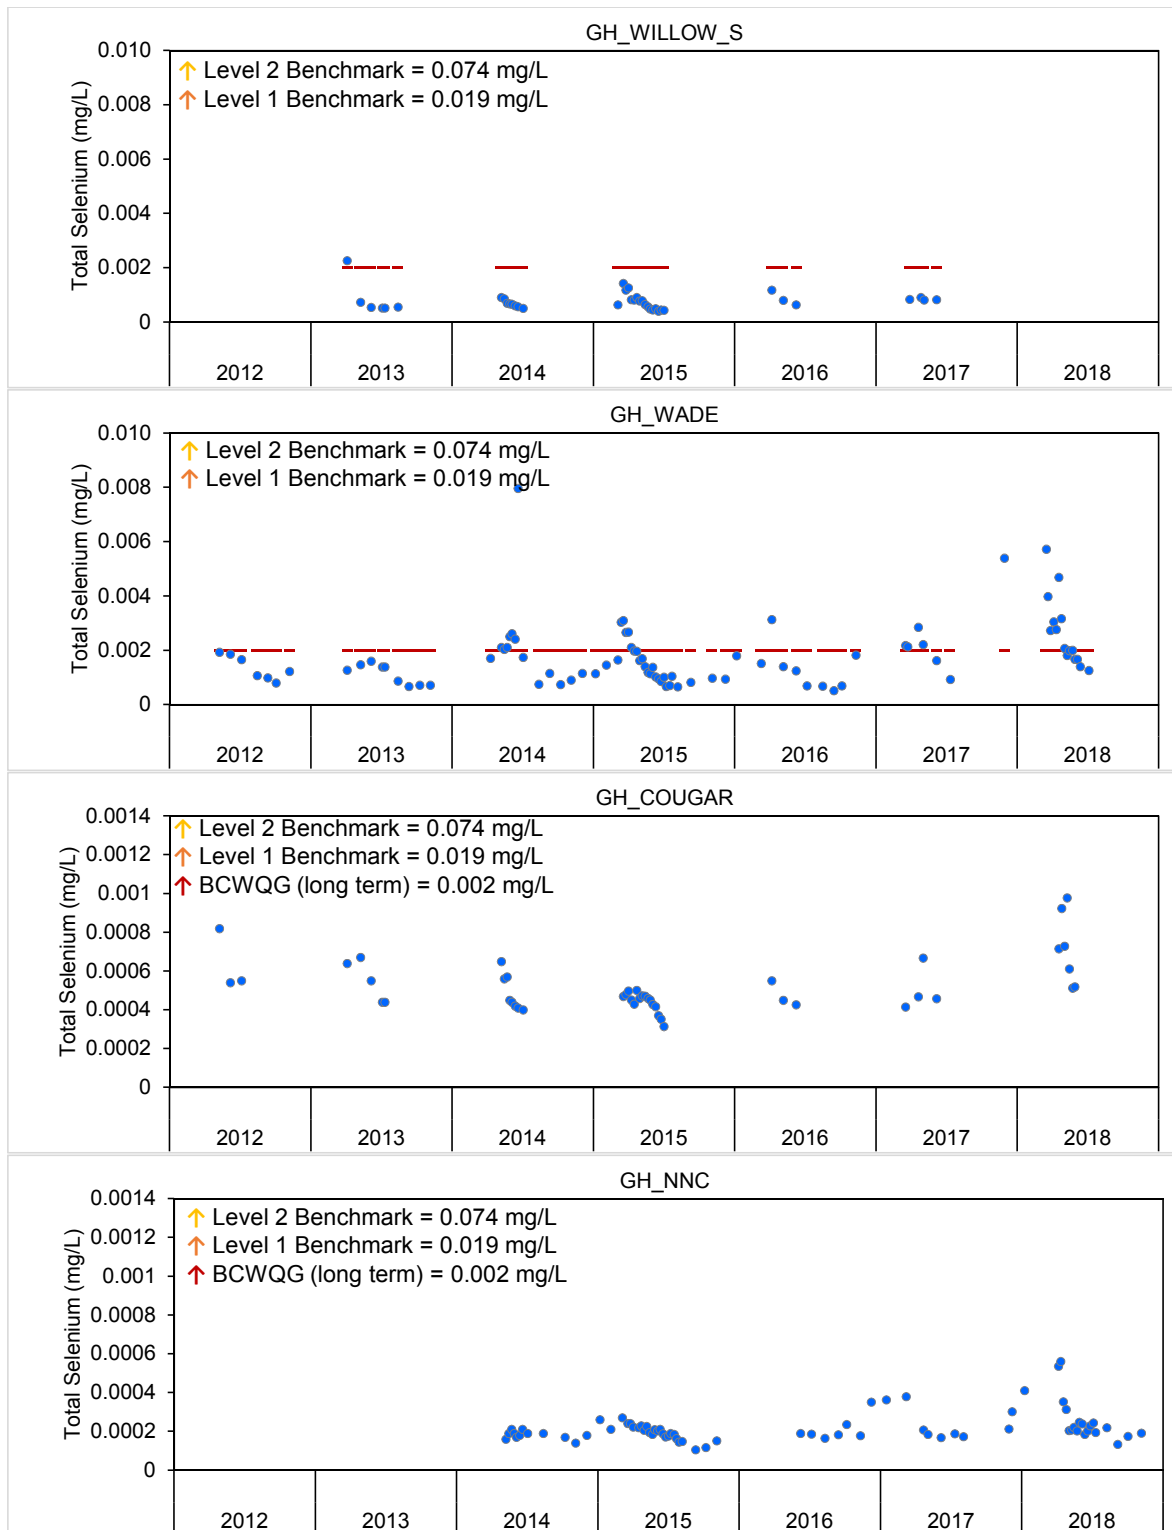 GH_WILLOW_S
0.010
0.008
0.006
0.004
0.002
0
Total Selenium (mg/L)
↑ Level 2 Benchmark = 0.074 mg/L
↑ Level 1 Benchmark = 0.019 mg/L
2012 2013 2014 2015 2016 2017 2018
GH_WADE
0.010
0.008
0.006
0.004
0.002
0
Total Selenium (mg/L)
↑ Level 2 Benchmark = 0.074 mg/L
↑ Level 1 Benchmark = 0.019 mg/L
2012 2013 2014 2015 2016 2017 2018
GH_COUGAR
0.0014
0.0012
0.001
0.0008
0.0006
0.0004
0.0002
0
Total Selenium (mg/L)
↑ Level 2 Benchmark = 0.074 mg/L
↑ Level 1 Benchmark = 0.019 mg/L
↑ BCWQG (long term) = 0.002 mg/L
2012 2013 2014 2015 2016 2017 2018
GH_NNC
0.0014
0.0012
0.001
0.0008
0.0006
0.0004
0.0002
0
Total Selenium (mg/L)
↑ Level 2 Benchmark = 0.074 mg/L
↑ Level 1 Benchmark = 0.019 mg/L
↑ BCWQG (long term) = 0.002 mg/L
2012 2013 2014 2015 2016 2017 2018